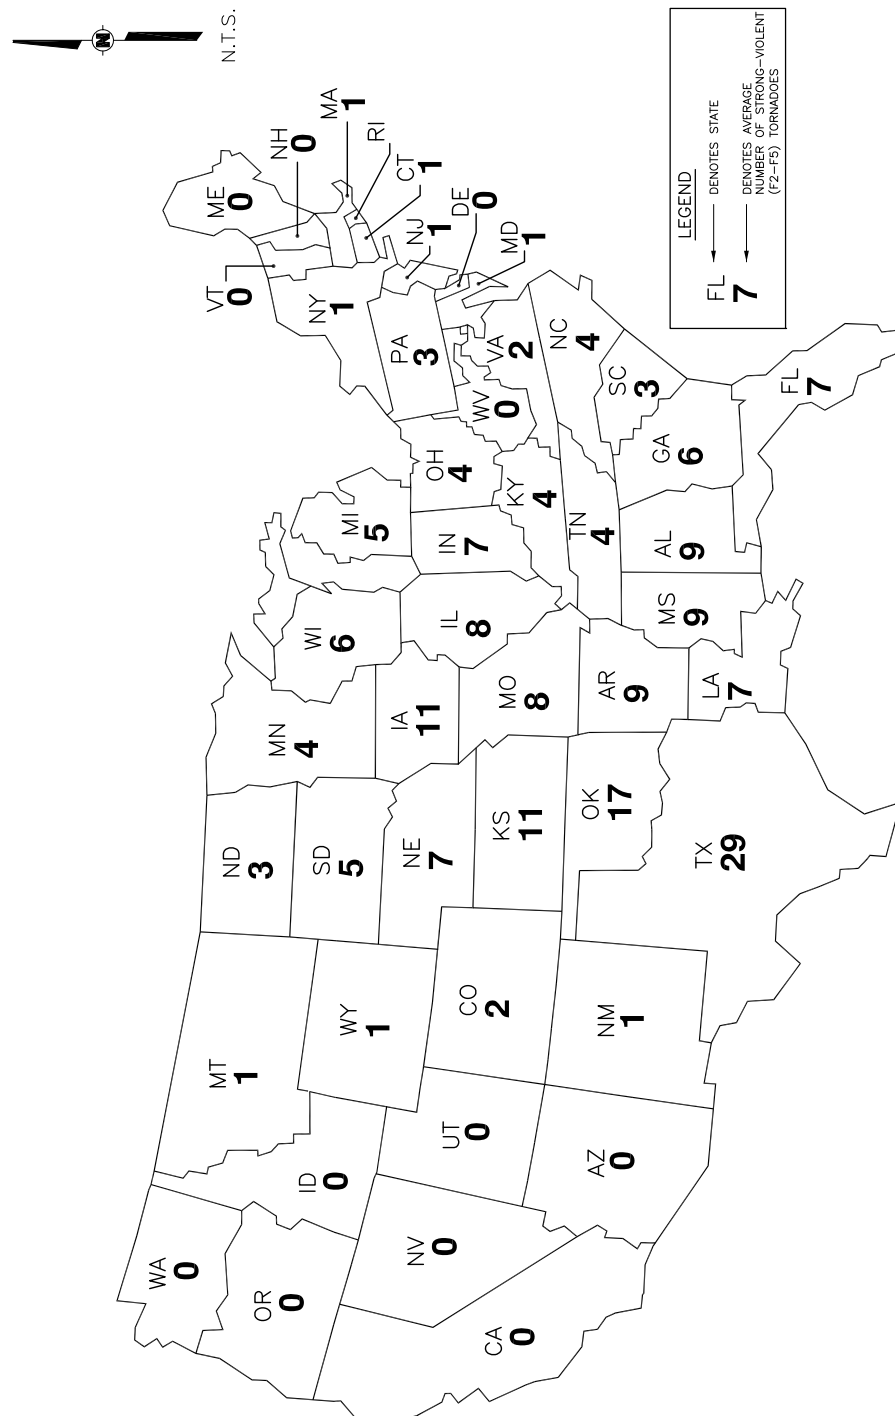 N
N.T.S.
WA
0
OR
0
CA
0
NV
0
ID
0
UT
0
AZ
0
MT
1
WY
1
CO
2
NM
1
ND
3
SD
5
NE
7
KS
11
OK
17
TX
29
MN
4
IA
11
MO
8
AR
9
LA
7
WI
6
IL
8
MS
9
MI
5
IN
7
KY
4
TN
4
AL
9
OH
4
GA
6
FL
7
SC
3
NC
4
WV
0
VA
2
PA
3
NY
1
VT
0
ME
0
NH
0
MA
1
RI
CT
1
NJ
1
DE
0
MD
1
LEGEND
FL
DENOTES STATE
7
DENOTES AVERAGE
NUMBER OF STRONG–VIOLENT
(F2–F5) TORNADOES